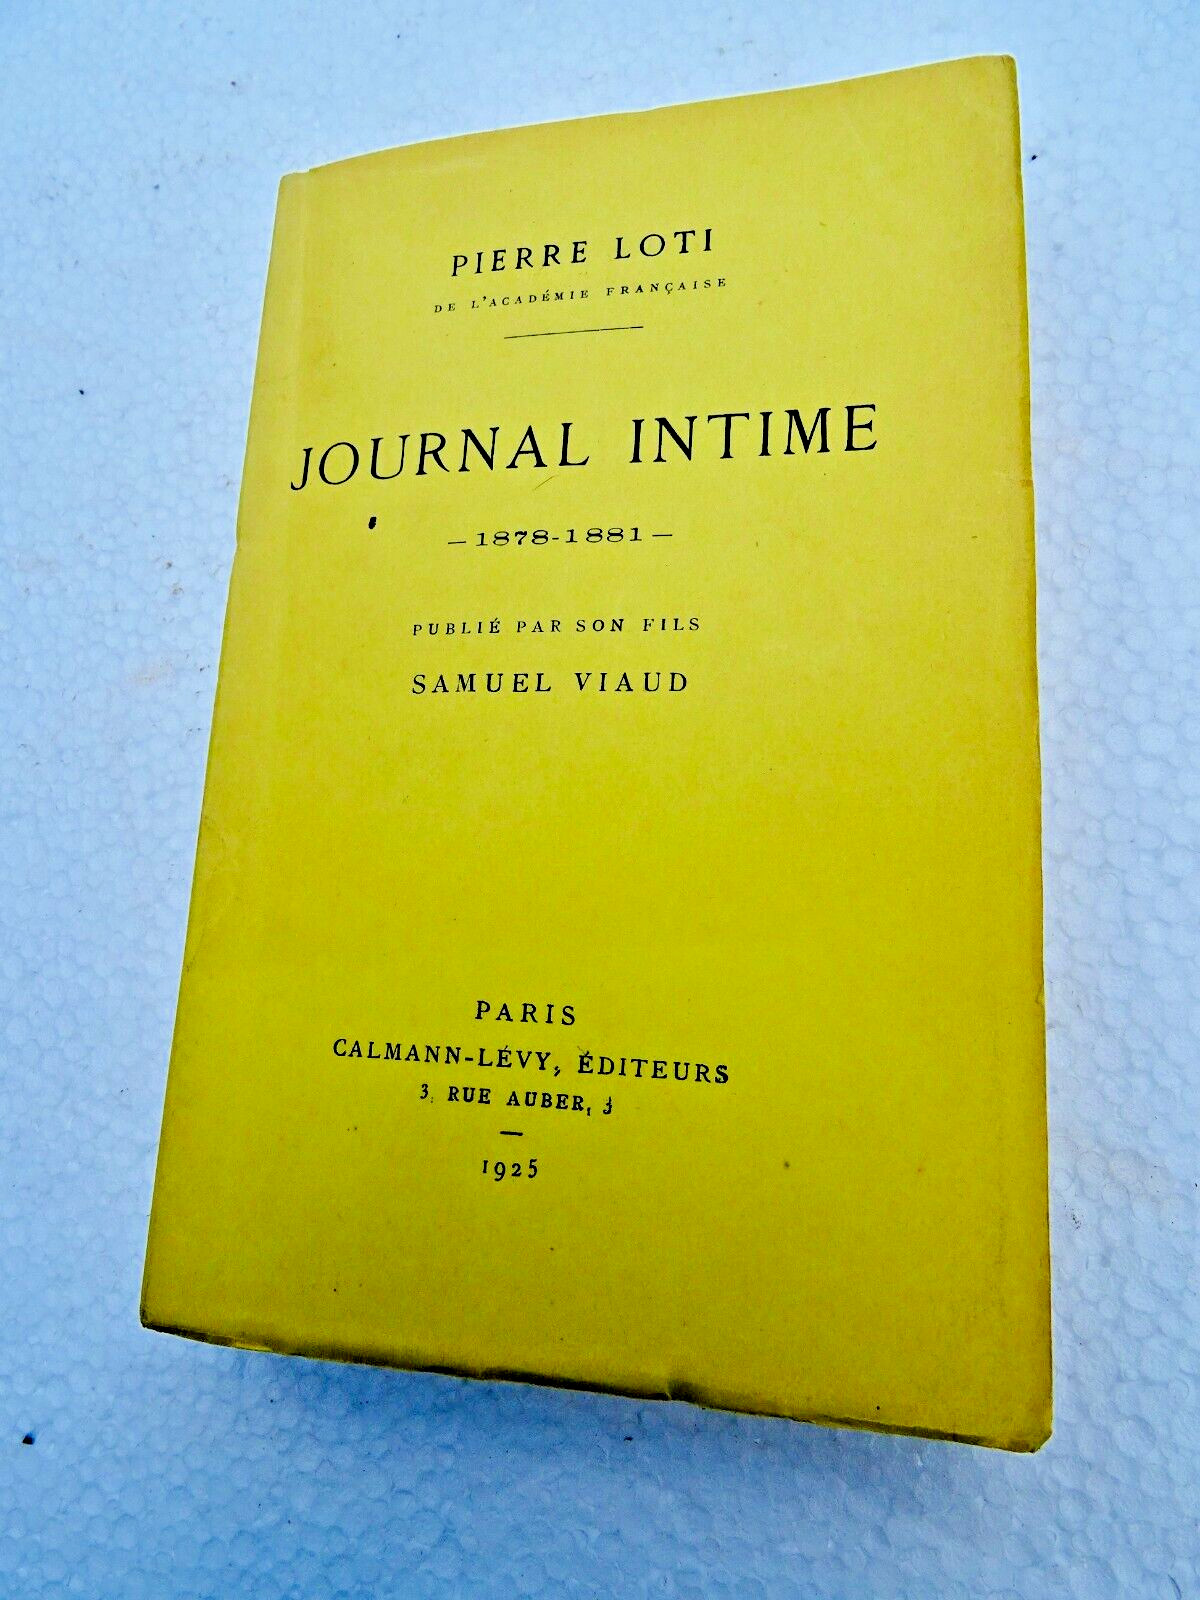 PIERRE LOTI
DE L'ACADÉMIE FRANÇAISE
JOURNAL INTIME
— 1878-1881 —
PUBLIÉ PAR SON FILS
SAMUEL VIAUD
PARIS
CALMANN-LÉVY, ÉDITEURS
3, RUE AUBER, 3
1925